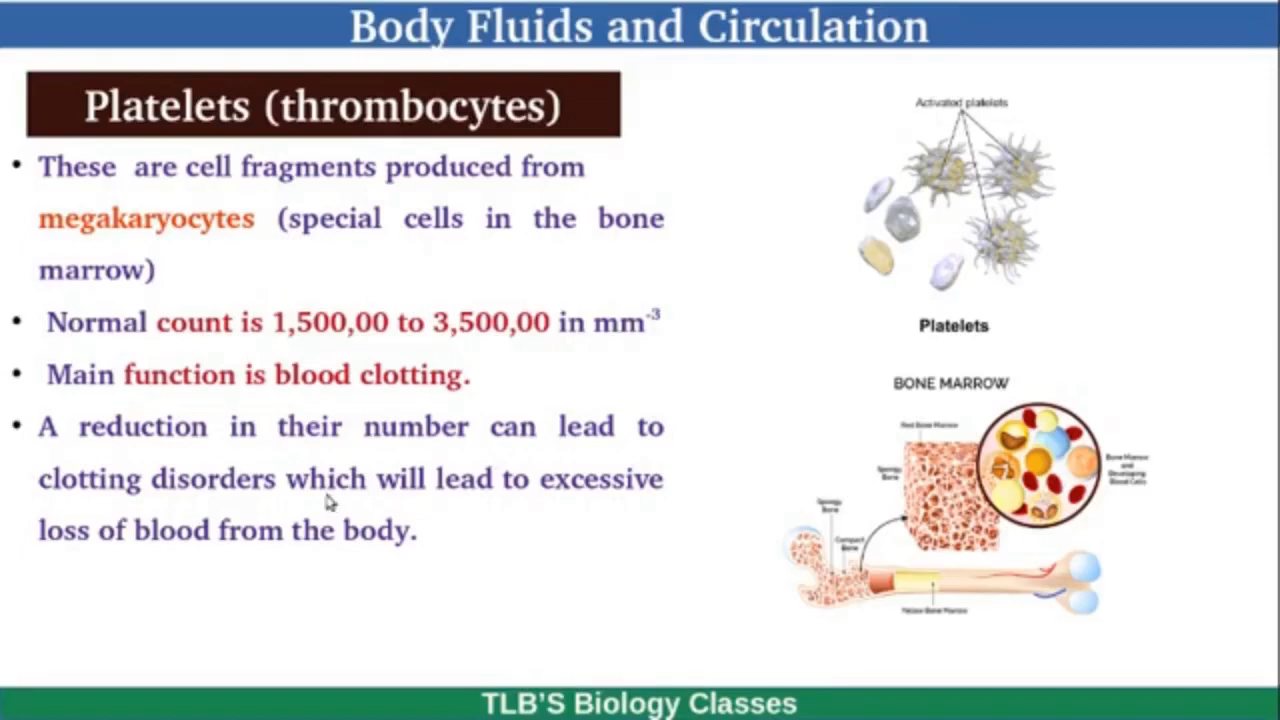 Body Fluids and Circulation
Platelets (thrombocytes)
• These are cell fragments produced from
megakaryocytes (special cells in the bone
marrow)
• Normal count is 1,500,00 to 3,500,00 in mm⁻³
• Main function is blood clotting.
• A reduction in their number can lead to
clotting disorders which will lead to excessive
loss of blood from the body.
Activated platelets
Platelets
BONE MARROW
Red Bone Marrow
Spongy
Bone
Bone Marrow
and
Developing
Blood Cells
Spongy
Bone
Compact
Bone
Yellow Bone Marrow
TLB'S Biology Classes